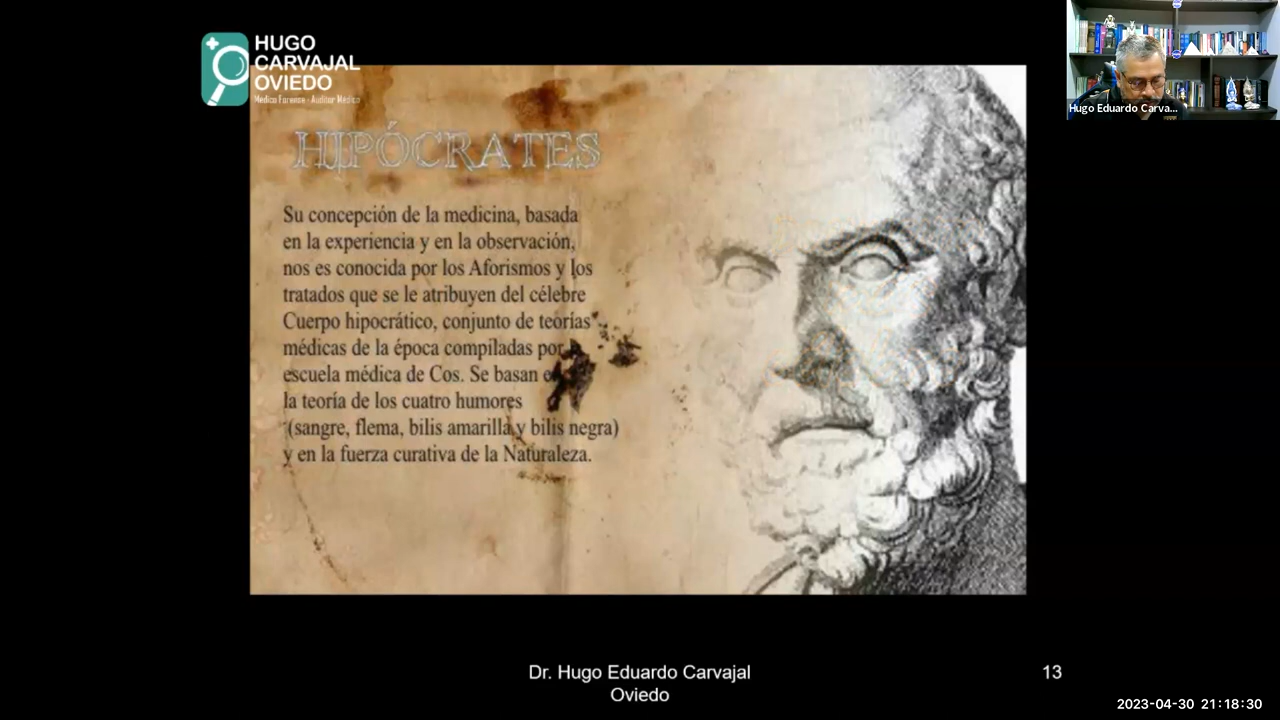 HUGO
CARVAJAL
OVIEDO
Medico Forense - Auditor Médico
Hugo Eduardo Carva...
HIPÓCRATES
Su concepción de la medicina, basada
en la experiencia y en la observación,
nos es conocida por los Aforismos y los
tratados que se le atribuyen del célebre
Cuerpo hipocrático, conjunto de teorías
médicas de la época compiladas por
escuela médica de Cos. Se basan
la teoría de los cuatro humores
(sangre, flema, bilis amarilla y bilis negra)
y en la fuerza curativa de la Naturaleza.
Dr. Hugo Eduardo Carvajal
Oviedo
13
2023-04-30 21:18:30